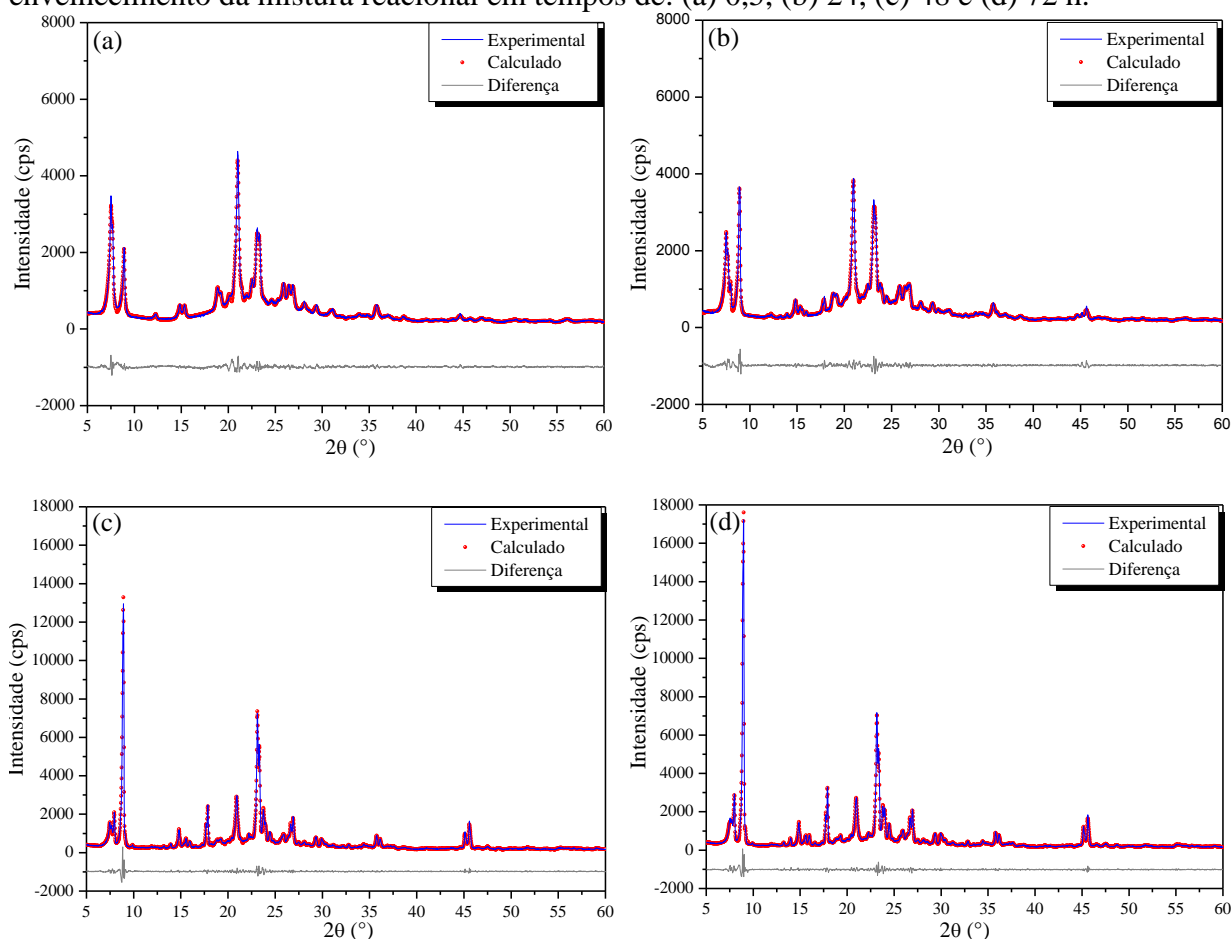 envelhecimento da mistura reacional em tempos de: (a) 0,5, (b) 24, (c) 48 e (d) 72 h.
(a)
Experimental
Calculado
Diferença
8000
6000
4000
2000
0
-2000
Intensidade (cps)
5 10 15 20 25 30 35 40 45 50 55 60
2θ (°)
(b)
Experimental
Calculado
Diferença
8000
6000
4000
2000
0
-2000
Intensidade (cps)
5 10 15 20 25 30 35 40 45 50 55 60
2θ (°)
(c)
Experimental
Calculado
Diferença
18000
16000
14000
12000
10000
8000
6000
4000
2000
0
-2000
Intensidade (cps)
5 10 15 20 25 30 35 40 45 50 55 60
2θ (°)
(d)
Experimental
Calculado
Diferença
18000
16000
14000
12000
10000
8000
6000
4000
2000
0
-2000
Intensidade (cps)
5 10 15 20 25 30 35 40 45 50 55 60
2θ (°)